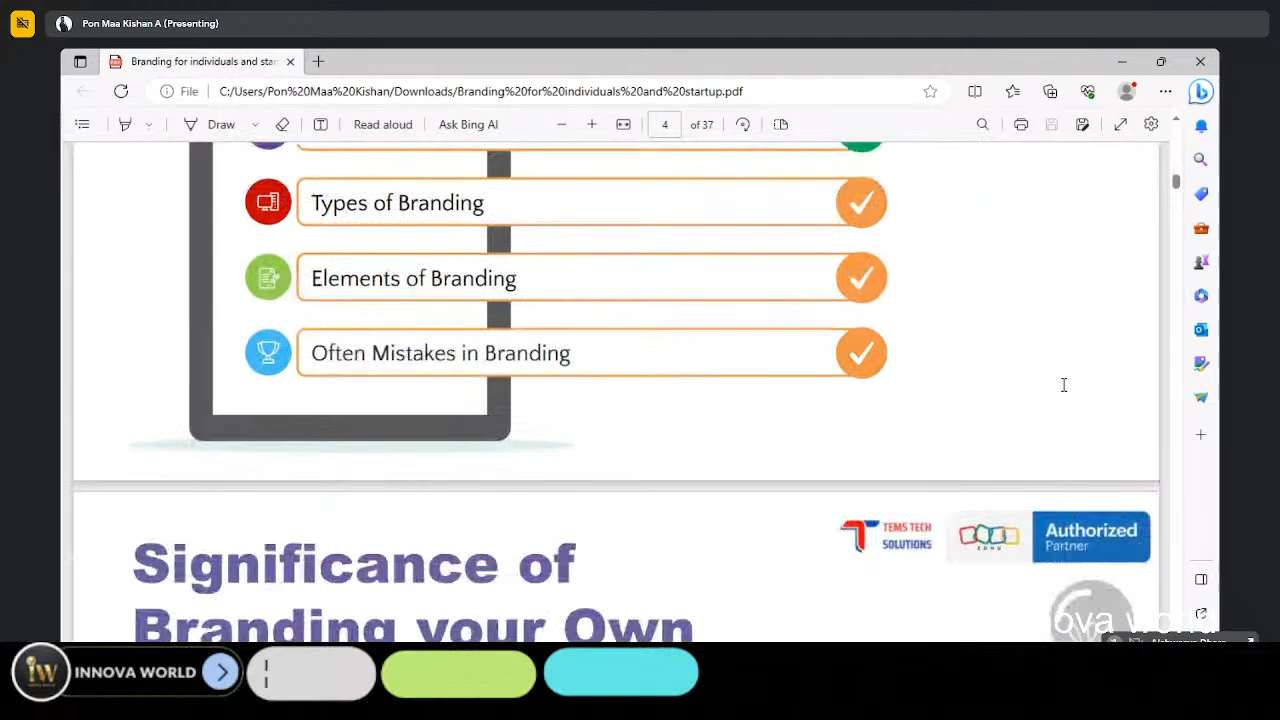 Pon Maa Kishan A (Presenting)
Branding for individuals and star
File
C:/Users/Pon%20Maa%20Kishan/Downloads/Branding%20for%20individuals%20and%20startup.pdf
Draw
Read aloud
Ask Bing AI
4
of 37
Types of Branding
Elements of Branding
Often Mistakes in Branding
TEMS TECH
SOLUTIONS
ZOHO
Authorized
Partner
Significance of
Branding your Own
INNOVA WORLD